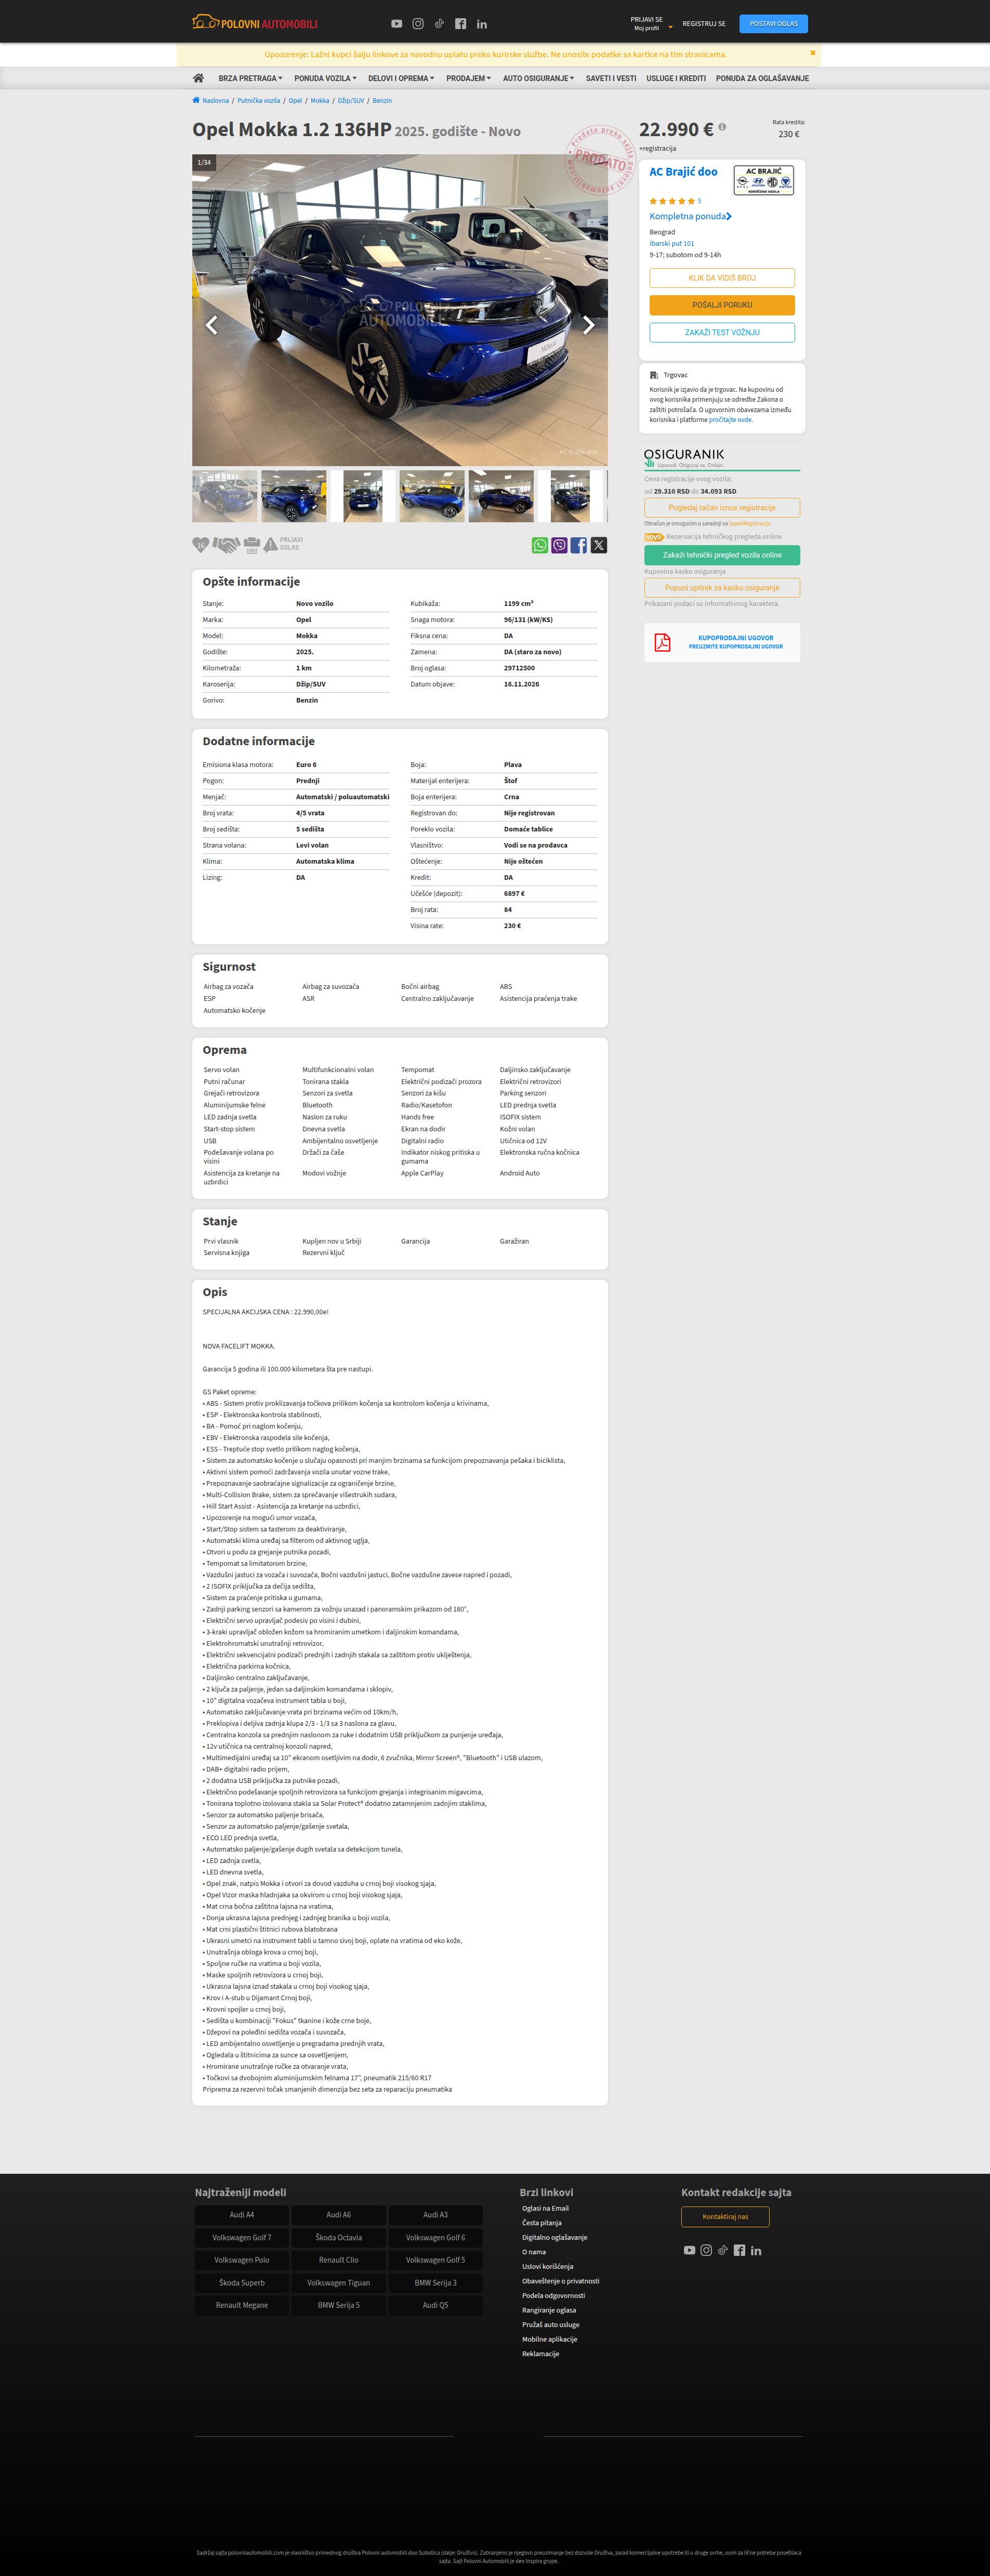 POLOVNI AUTOMOBILI
PRIJAVI SE
Moj profil
REGISTRUJ SE
POSTAVI OGLAS
Upozorenje: Lažni kupci šalju linkove za navodnu uplatu preko kurirske službe. Ne unosite podatke sa kartice na tim stranicama.
BRZA PRETRAGA PONUDA VOZILA DELOVI I OPREMA PRODAJEM AUTO OSIGURANJE SAVETI I VESTI USLUGE I KREDITI PONUDA ZA OGLAŠAVANJE
Naslovna / Putnička vozila / Opel / Mokka / Džip/SUV / Benzin
Opel Mokka 1.2 136HP 2025. godište - Novo
PRODATO
1/34
POLOVNI AUTOMOBILI
MOKKA
22.990 €
+registracija
Rata kredita:
230 €
AC Brajić doo
AC BRAJIĆ
5
Kompletna ponuda
Beograd
Ibarski put 101
9-17; subotom od 9-14h
KLIK DA VIDIŠ BROJ
POŠALJI PORUKU
ZAKAŽI TEST VOŽNJU
Trgovac
Korisnik je izjavio da je trgovac. Na kupovinu od
ovog korisnika primenjuju se odredbe Zakona o
zaštiti potrošača. O ugovornim obavezama između
korisnika i platforme pročitajte ovde.
OSIGURANIK
Uporedi. Osiguraj se. Onlajn.
Cena registracije ovog vozila:
od 29.310 RSD do 34.093 RSD
Pogledaj tačan iznos registracije
Obračun je omogućen u saradnji sa SuperRegistracija
NOVO Rezervacija tehničkog pregleda online
Zakaži tehnički pregled vozila online
Kupovina kasko osiguranja
Popuni upitnik za kasko osiguranje
Prikazani podaci su informativnog karaktera.
KUPOPRODAJNI UGOVOR
PREUZMITE KUPOPRODAJNI UGOVOR
16
PRIJAVI
OGLAS
Opšte informacije
Stanje: Novo vozilo
Marka: Opel
Model: Mokka
Godište: 2025.
Kilometraža: 1 km
Karoserija: Džip/SUV
Gorivo: Benzin
Kubikaža: 1199 cm³
Snaga motora: 96/131 (kW/KS)
Fiksna cena: DA
Zamena: DA (staro za novo)
Broj oglasa: 29712500
Datum objave: 16.11.2026
Dodatne informacije
Emisiona klasa motora: Euro 6
Pogon: Prednji
Menjač: Automatski / poluautomatski
Broj vrata: 4/5 vrata
Broj sedišta: 5 sedišta
Strana volana: Levi volan
Klima: Automatska klima
Lizing: DA
Boja: Plava
Materijal enterijera: Štof
Boja enterijera: Crna
Registrovan do: Nije registrovan
Poreklo vozila: Domaće tablice
Vlasništvo: Vodi se na prodavca
Oštećenje: Nije oštećen
Kredit: DA
Učešće (depozit): 6897 €
Broj rata: 84
Visina rate: 230 €
Sigurnost
Airbag za vozača Airbag za suvozača Bočni airbag ABS
ESP ASR Centralno zaključavanje Asistencija praćenja trake
Automatsko kočenje
Oprema
Servo volan Multifunkcionalni volan Tempomat Daljinsko zaključavanje
Putni računar Tonirana stakla Električni podizači prozora Električni retrovizori
Grejači retrovizora Senzori za svetla Senzori za kišu Parking senzori
Aluminijumske felne Bluetooth Radio/Kasetofon LED prednja svetla
LED zadnja svetla Naslon za ruku Hands free ISOFIX sistem
Start-stop sistem Dnevna svetla Ekran na dodir Kožni volan
USB Ambijentalno osvetljenje Digitalni radio Utičnica od 12V
Podešavanje volana po visini Držači za čaše Indikator niskog pritiska u gumama Elektronska ručna kočnica
Asistencija za kretanje na uzbrdici Modovi vožnje Apple CarPlay Android Auto
Stanje
Prvi vlasnik Kupljen nov u Srbiji Garancija Garažiran
Servisna knjiga Rezervni ključ
Opis
SPECIJALNA AKCIJSKA CENA : 22.990,00e!
NOVA FACELIFT MOKKA.
Garancija 5 godina ili 100.000 kilometara šta pre nastupi.
GS Paket opreme:
• ABS - Sistem protiv proklizavanja točkova prilikom kočenja sa kontrolom kočenja u krivinama,
• ESP - Elektronska kontrola stabilnosti,
• BA - Pomoć pri naglom kočenju,
• EBV - Elektronska raspodela sile kočenja,
• ESS - Treptuće stop svetlo prilikom naglog kočenja,
• Sistem za automatsko kočenje u slučaju opasnosti pri manjim brzinama sa funkcijom prepoznavanja pešaka i biciklista,
• Aktivni sistem pomoći zadržavanja vozila unutar vozne trake,
• Prepoznavanje saobraćajne signalizacije za ograničenje brzine,
• Multi-Collision Brake, sistem za sprečavanje višestrukih sudara,
• Hill Start Assist - Asistencija za kretanje na uzbrdici,
• Upozorenje na mogući umor vozača,
• Start/Stop sistem sa tasterom za deaktiviranje,
• Automatski klima uređaj sa filterom od aktivnog uglja,
• Otvori u podu za grejanje putnika pozadi,
• Tempomat sa limitatorom brzine,
• Vazdušni jastuci za vozača i suvozača, Bočni vazdušni jastuci, Bočne vazdušne zavese napred i pozadi,
• 2 ISOFIX priključka za dečija sedišta,
• Sistem za praćenje pritiska u gumama,
• Zadnji parking senzori sa kamerom za vožnju unazad i panoramskim prikazom od 180°,
• Električni servo upravljač podesiv po visini i dubini,
• 3-kraki upravljač obložen kožom sa hromiranim umetkom i daljinskim komandama,
• Elektrohromatski unutrašnji retrovizor,
• Električni sekvencijalni podizači prednjih i zadnjih stakala sa zaštitom protiv uklještenja,
• Električna parkirna kočnica,
• Daljinsko centralno zaključavanje,
• 2 ključa za paljenje, jedan sa daljinskim komandama i sklopiv,
• 10" digitalna vozačeva instrument tabla u boji,
• Automatsko zaključavanje vrata pri brzinama većim od 10km/h,
• Preklopiva i deljiva zadnja klupa 2/3 - 1/3 sa 3 naslona za glavu,
• Centralna konzola sa prednjim naslonom za ruke i dodatnim USB priključkom za punjenje uređaja,
• 12v utičnica na centralnoj konzoli napred,
• Multimedijalni uređaj sa 10" ekranom osetljivim na dodir, 6 zvučnika, Mirror Screen®, "Bluetooth" i USB ulazom,
• DAB+ digitalni radio prijem,
• 2 dodatna USB priključka za putnike pozadi,
• Električno podešavanje spoljnih retrovizora sa funkcijom grejanja i integrisanim migavcima,
• Tonirana toplotno izolovana stakla sa Solar Protect® dodatno zatamnjenim zadnjim staklima,
• Senzor za automatsko paljenje brisača,
• Senzor za automatsko paljenje/gašenje svetala,
• ECO LED prednja svetla,
• Automatsko paljenje/gašenje dugih svetala sa detekcijom tunela,
• LED zadnja svetla,
• LED dnevna svetla,
• Opel znak, natpis Mokka i otvori za dovod vazduha u crnoj boji visokog sjaja,
• Opel Vizor maska hladnjaka sa okvirom u crnoj boji visokog sjaja,
• Mat crna bočna zaštitna lajsna na vratima,
• Donja ukrasna lajsna prednjeg i zadnjeg branika u boji vozila,
• Mat crni plastični štitnici rubova blatobrana
• Ukrasni umetci na instrument tabli u tamno sivoj boji, oplate na vratima od eko kože,
• Unutrašnja obloga krova u crnoj boji,
• Spoljne ručke na vratima u boji vozila,
• Maske spoljnih retrovizora u crnoj boji,
• Ukrasna lajsna iznad stakala u crnoj boji visokog sjaja,
• Krov i A-stub u Dijamant Crnoj boji,
• Krovni spojler u crnoj boji,
• Sedišta u kombinaciji "Fokus" tkanine i kože crne boje,
• Džepovi na poleđini sedišta vozača i suvozača,
• LED ambijentalno osvetljenje u pregradama prednjih vrata,
• Ogledala u štitnicima za sunce sa osvetljenjem,
• Hromirane unutrašnje ručke za otvaranje vrata,
• Točkovi sa dvobojnim aluminijumskim felnama 17", pneumatik 215/60 R17
Priprema za rezervni točak smanjenih dimenzija bez seta za reparaciju pneumatika
Najtraženiji modeli
Audi A4 Audi A6 Audi A3
Volkswagen Golf 7 Škoda Octavia Volkswagen Golf 6
Volkswagen Polo Renault Clio Volkswagen Golf 5
Škoda Superb Volkswagen Tiguan BMW Serija 3
Renault Megane BMW Serija 5 Audi Q5
Brzi linkovi
Oglasi na Email
Česta pitanja
Digitalno oglašavanje
O nama
Uslovi korišćenja
Obaveštenje o privatnosti
Podela odgovornosti
Rangiranje oglasa
Pružaš auto usluge
Mobilne aplikacije
Reklamacije
Kontakt redakcije sajta
Kontaktiraj nas
Sadržaj sajta polovniautomobili.com je vlasništvo privrednog društva Polovni automobili doo Subotica (dalje: Društvo). Zabranjeno je njegovo preuzimanje bez dozvole Društva, zarad komercijalne upotrebe ili u druge svrhe, osim za lične potrebe posetilaca
sajta. Sajt Polovni Automobili je deo Inspira grupe.